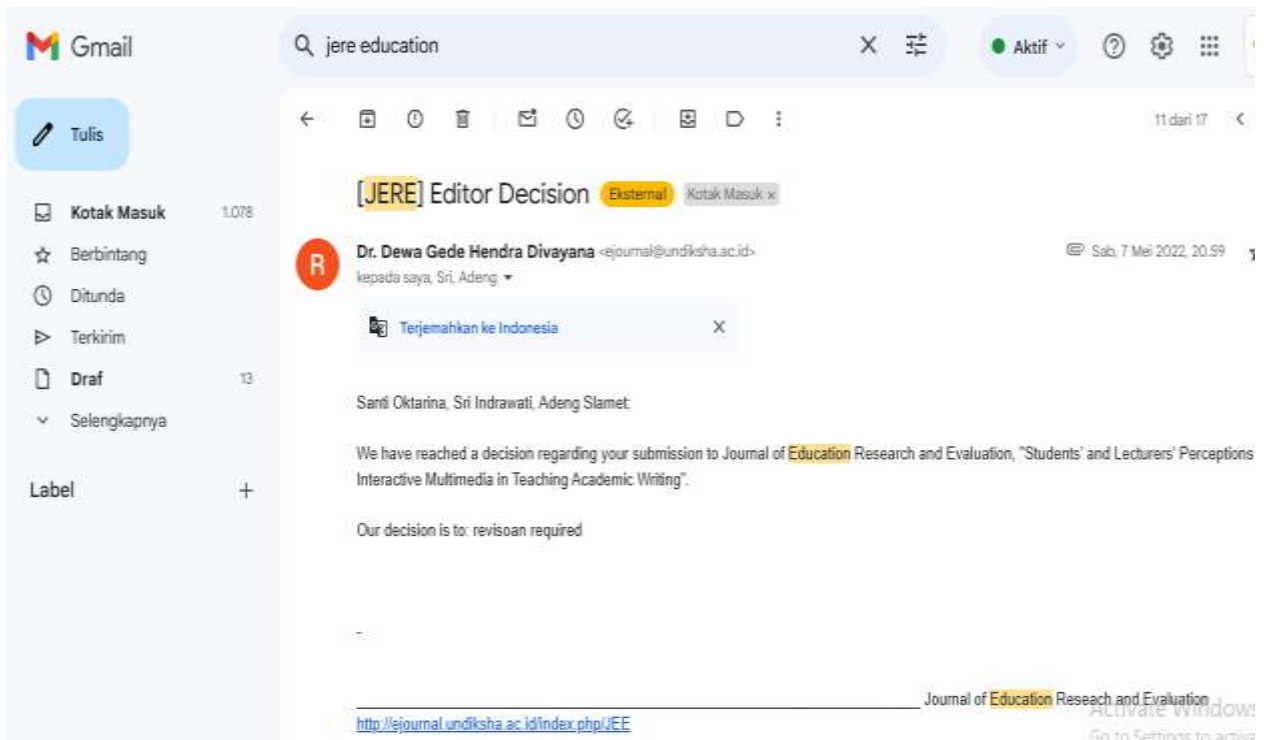 Gmail
jere education
Aktif
Tulis
11 dari 17
[JERE] Editor Decision Eksternal Kotak Masuk x
Kotak Masuk 1.078
Berbintang
Ditunda
Terkirim
Draf 13
Selengkapnya
Label +
R
Dr. Dewa Gede Hendra Divayana <ejournal@undiksha.ac.id>
Sab, 7 Mei 2022, 20.59
kepada saya, Sri, Adeng
Terjemahkan ke Indonesia
Santi Oktarina, Sri Indrawati, Adeng Slamet:
We have reached a decision regarding your submission to Journal of Education Research and Evaluation, "Students' and Lecturers' Perceptions
Interactive Multimedia in Teaching Academic Writing".
Our decision is to: revisoan required
-
Journal of Education Reseach and Evaluation
http://ejournal.undiksha.ac.id/index.php/JEE
Activate Windows
Go to Settings to